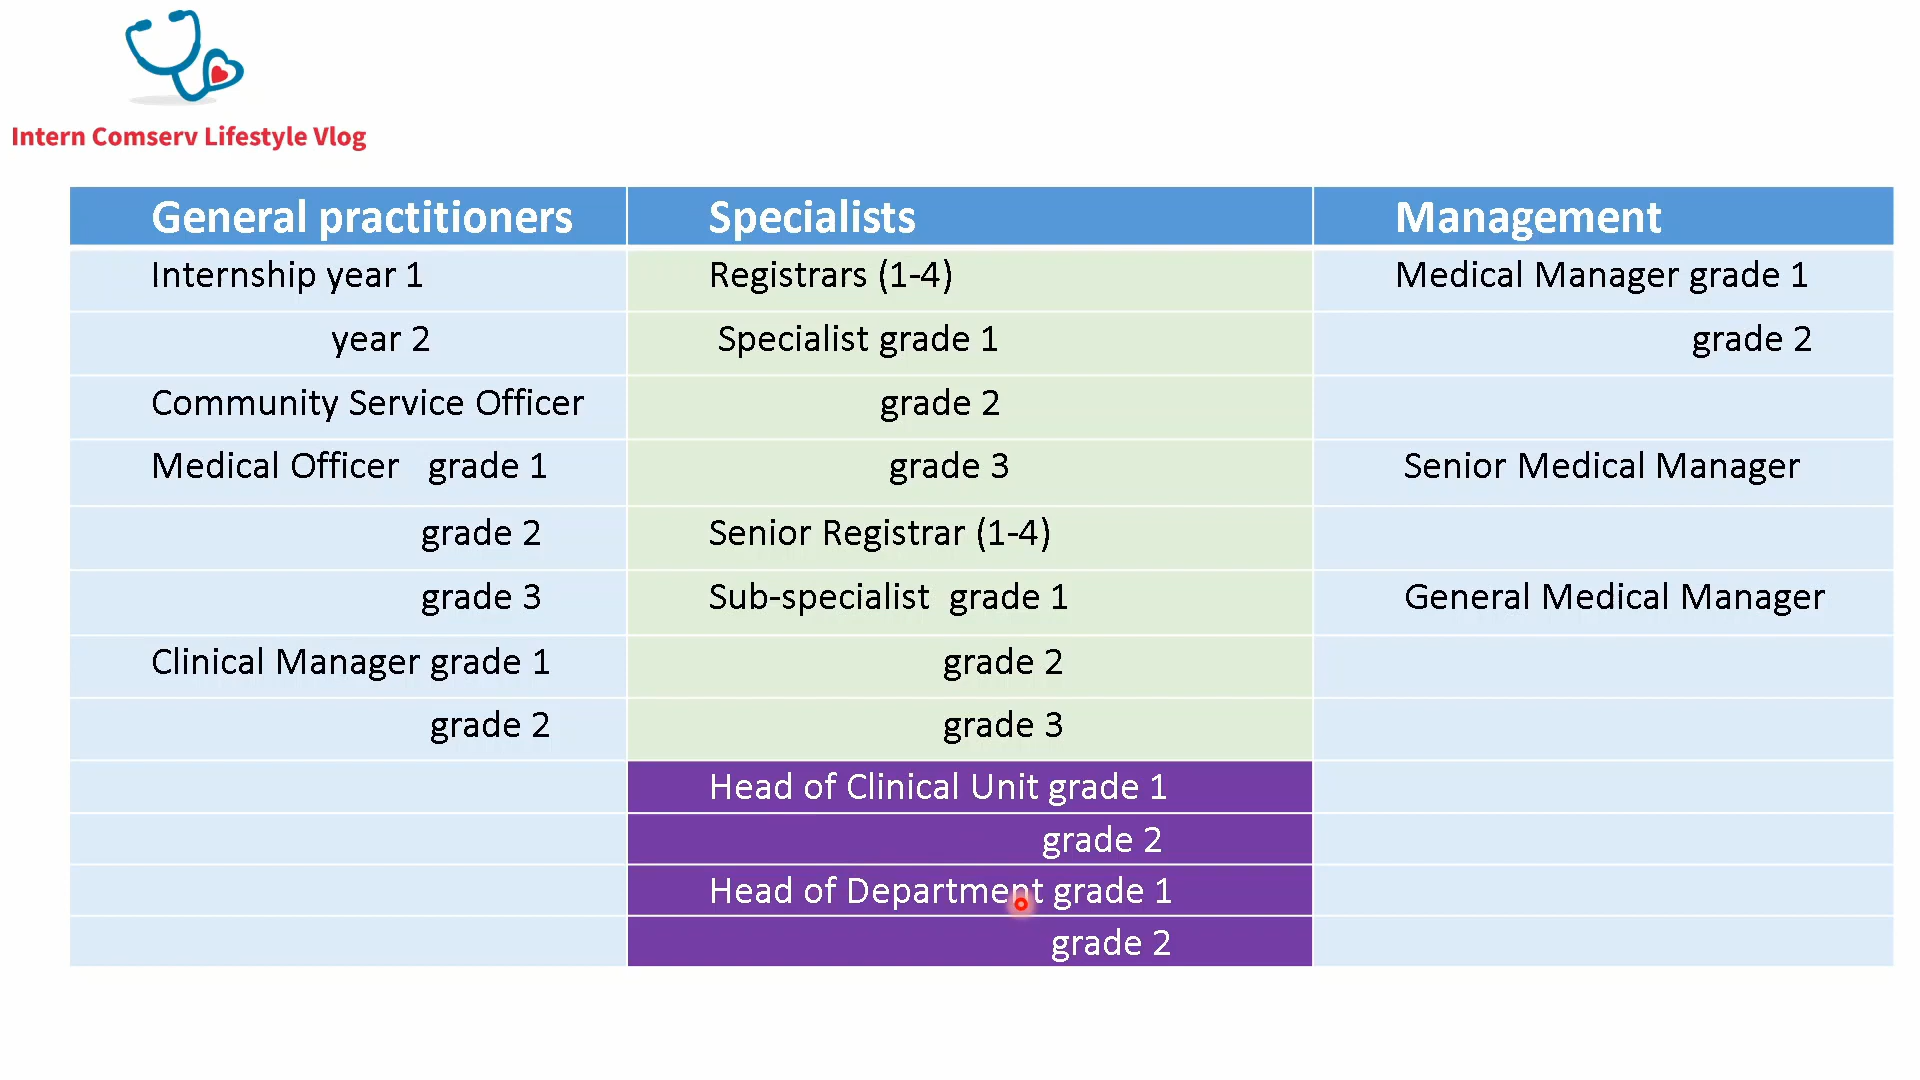 Intern Comserv Lifestyle Vlog
General practitioners Specialists Management
Internship year 1 Registrars (1-4) Medical Manager grade 1
year 2 Specialist grade 1 grade 2
Community Service Officer grade 2
Medical Officer grade 1 grade 3 Senior Medical Manager
grade 2 Senior Registrar (1-4)
grade 3 Sub-specialist grade 1 General Medical Manager
Clinical Manager grade 1 grade 2
grade 2 grade 3
Head of Clinical Unit grade 1
grade 2
Head of Department grade 1
grade 2